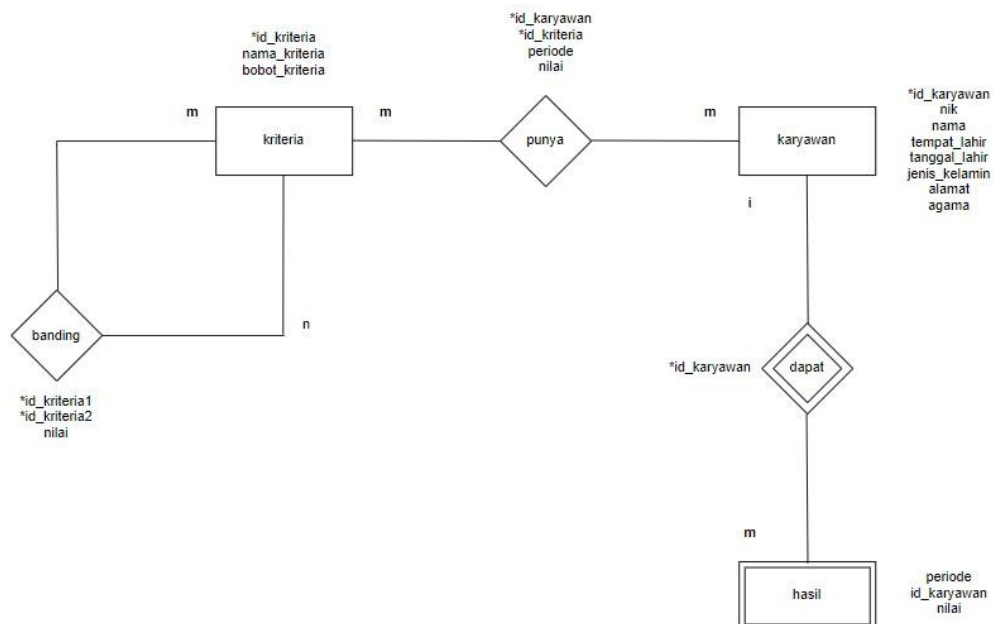 *id_kriteria
nama_kriteria
bobot_kriteria
*id_karyawan
*id_kriteria
periode
nilai
m
kriteria
m
punya
m
karyawan
*id_karyawan
nik
nama
tempat_lahir
tanggal_lahir
jenis_kelamin
alamat
agama
i
n
banding
*id_kriteria1
*id_kriteria2
nilai
*id_karyawan
dapat
m
hasil
periode
id_karyawan
nilai